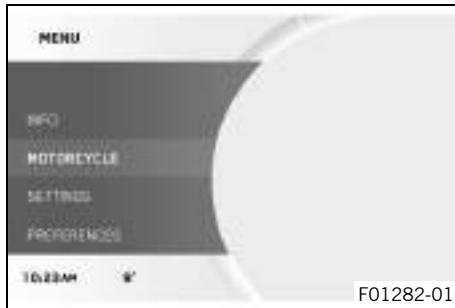 MENU
INFO
MOTORCYCLE
SETTINGS
PREFERENCES
10:23AM
F01282-01